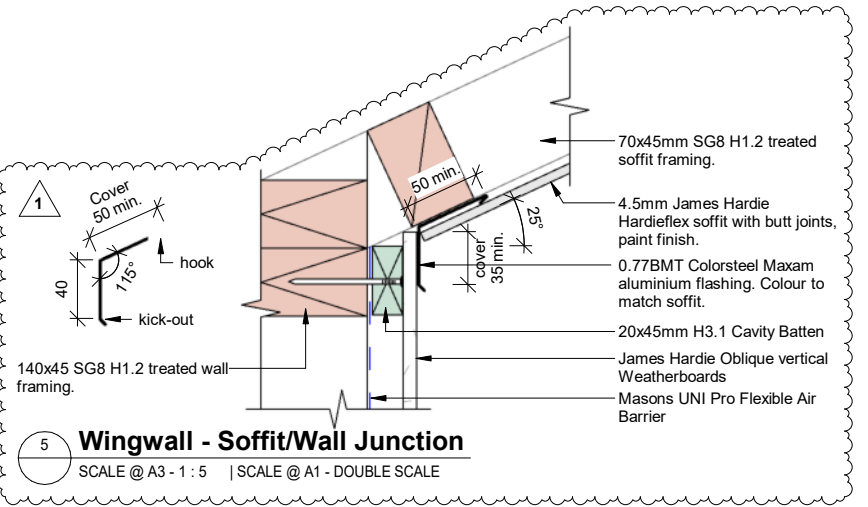 1
Cover
50 min.
40
115°
hook
kick-out
140x45 SG8 H1.2 treated wall
framing.
50 min.
25°
cover
35 min.
70x45mm SG8 H1.2 treated
soffit framing.
4.5mm James Hardie
Hardieflex soffit with butt joints,
paint finish.
0.77BMT Colorsteel Maxam
aluminium flashing. Colour to
match soffit.
20x45mm H3.1 Cavity Batten
James Hardie Oblique vertical
Weatherboards
Masons UNI Pro Flexible Air
Barrier
5
Wingwall - Soffit/Wall Junction
SCALE @ A3 - 1 : 5 | SCALE @ A1 - DOUBLE SCALE